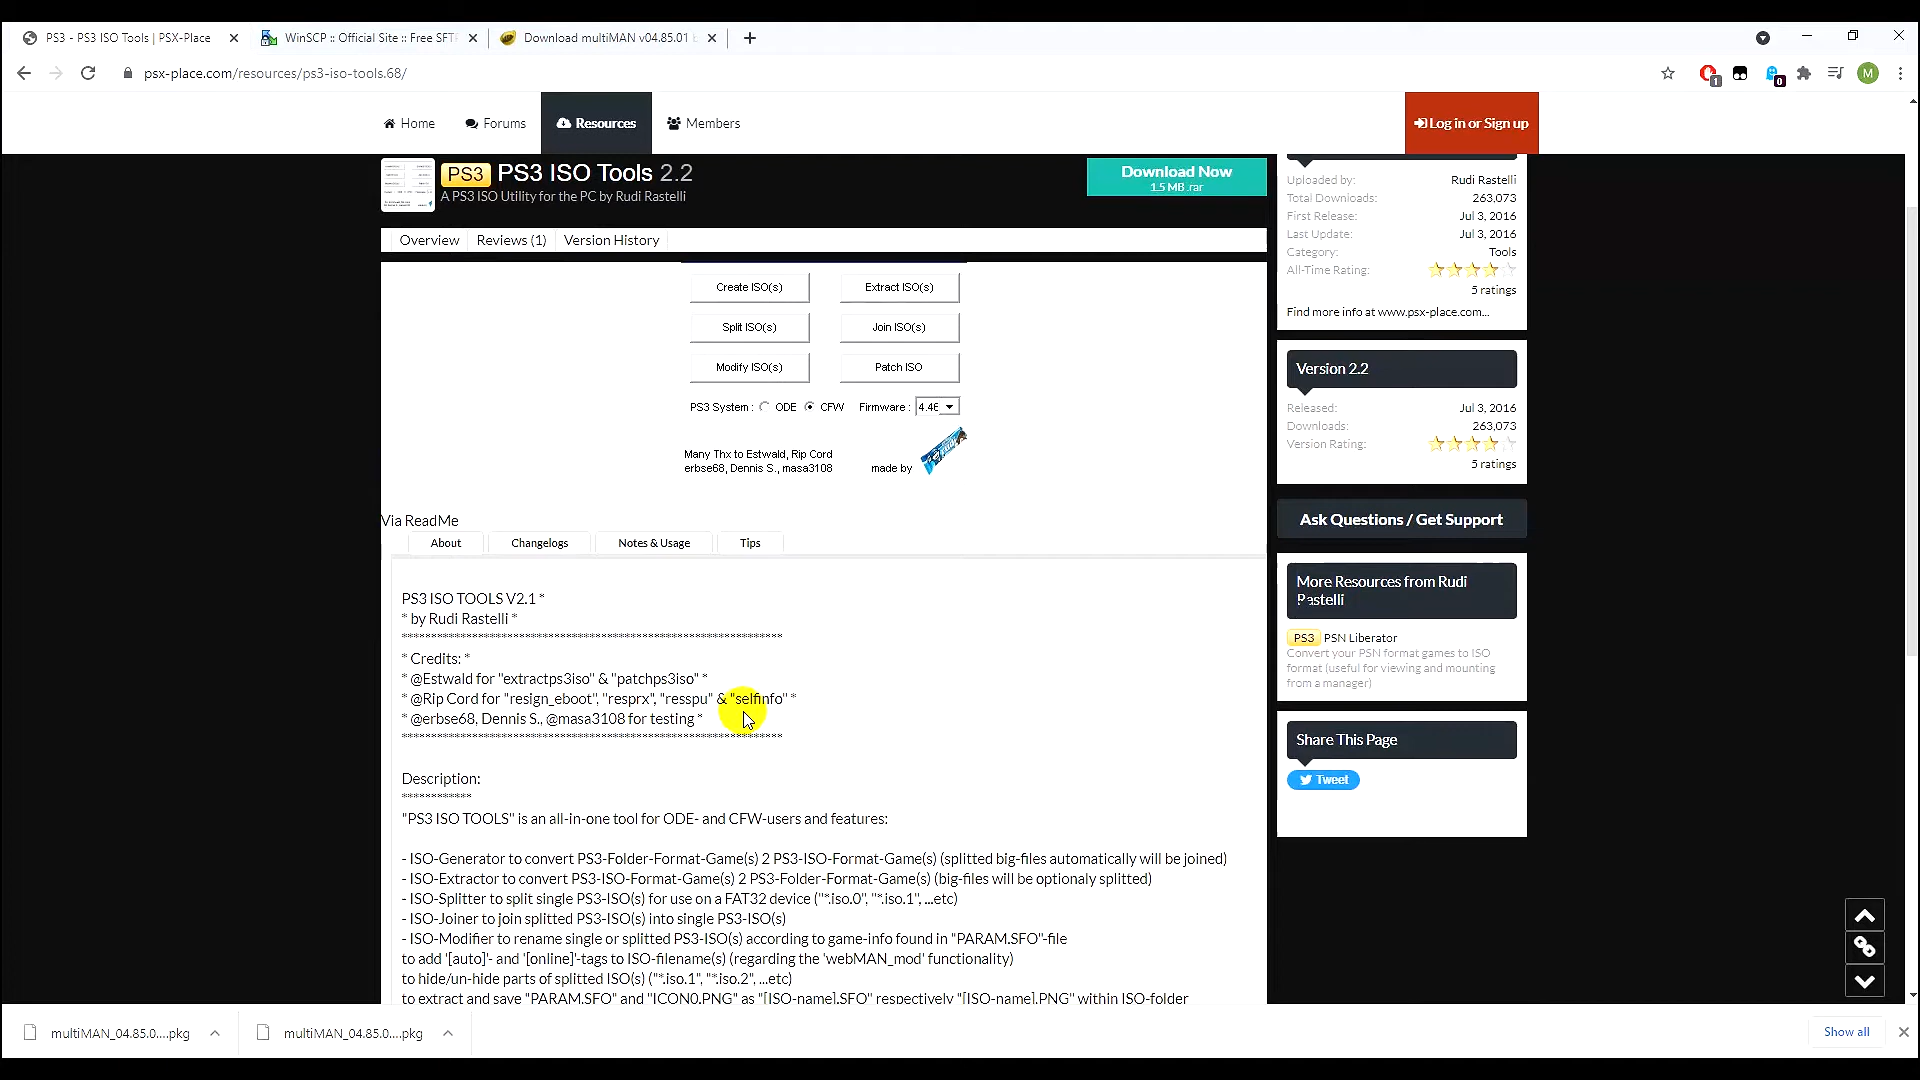 PS3 - PS3 ISO Tools | PSX-Place
WinSCP :: Official Site :: Free SFT
Download multiMAN v04.85.01
psx-place.com/resources/ps3-iso-tools.68/
1
0
M
Home
Forums
Resources
Members
Log in or Sign up
PS3 PS3 ISO Tools 2.2
A PS3 ISO Utility for the PC by Rudi Rastelli
Download Now
1.5 MB .rar
Overview
Reviews (1)
Version History
Create ISO(s)
Extract ISO(s)
Split ISO(s)
Join ISO(s)
Modify ISO(s)
Patch ISO
PS3 System : ODE CFW Firmware : 4.46
Many Thx to Estwald, Rip Cord
erbse68, Dennis S., masa3108
made by
Via ReadMe
About
Changelogs
Notes & Usage
Tips
PS3 ISO TOOLS V2.1 *
* by Rudi Rastelli *
* Credits: *
* @Estwald for "extractps3iso" & "patchps3iso" *
* @Rip Cord for "resign_eboot", "resprx", "resspu" & "selfinfo" *
* @erbse68, Dennis S., @masa3108 for testing *
Description:
************
"PS3 ISO TOOLS" is an all-in-one tool for ODE- and CFW-users and features:
- ISO-Generator to convert PS3-Folder-Format-Game(s) 2 PS3-ISO-Format-Game(s) (splitted big-files automatically will be joined)
- ISO-Extractor to convert PS3-ISO-Format-Game(s) 2 PS3-Folder-Format-Game(s) (big-files will be optionaly splitted)
- ISO-Splitter to split single PS3-ISO(s) for use on a FAT32 device ("*.iso.0", "*.iso.1", ...etc)
- ISO-Joiner to join splitted PS3-ISO(s) into single PS3-ISO(s)
- ISO-Modifier to rename single or splitted PS3-ISO(s) according to game-info found in "PARAM.SFO"-file
to add '[auto]'- and '[online]'-tags to ISO-filename(s) (regarding the 'webMAN_mod' functionality)
to hide/un-hide parts of splitted ISO(s) ("*.iso.1", "*.iso.2", ...etc)
to extract and save "PARAM.SFO" and "ICON0.PNG" as "[ISO-name].SFO" respectively "[ISO-name].PNG" within ISO-folder
Uploaded by: Rudi Rastelli
Total Downloads: 263,073
First Release: Jul 3, 2016
Last Update: Jul 3, 2016
Category: Tools
All-Time Rating:
5 ratings
Find more info at www.psx-place.com...
Version 2.2
Released: Jul 3, 2016
Downloads: 263,073
Version Rating:
5 ratings
Ask Questions / Get Support
More Resources from Rudi
Rastelli
PS3 PSN Liberator
Convert your PSN format games to ISO
format (useful for viewing and mounting
from a manager)
Share This Page
Tweet
multiMAN_04.85.0....pkg
multiMAN_04.85.0....pkg
Show all